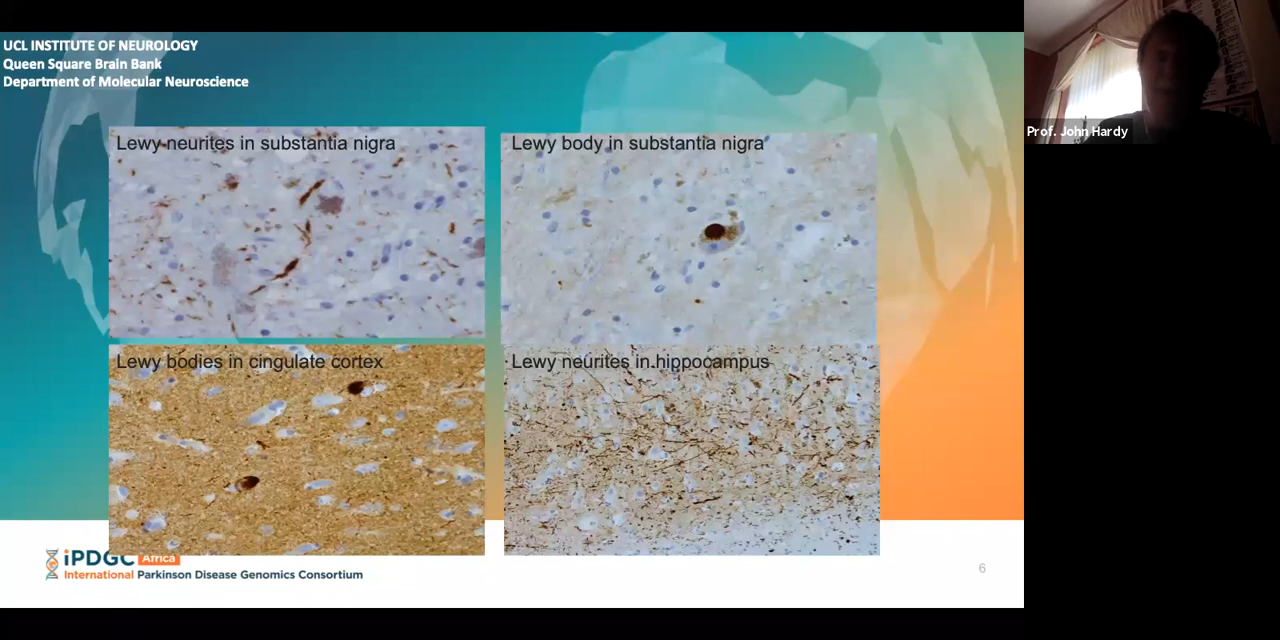 UCL INSTITUTE OF NEUROLOGY
Queen Square Brain Bank
Department of Molecular Neuroscience
Prof. John Hardy
Lewy neurites in substantia nigra
Lewy body in substantia nigra
Lewy bodies in cingulate cortex
Lewy neurites in hippocampus
iPDGC Africa
International Parkinson Disease Genomics Consortium
6